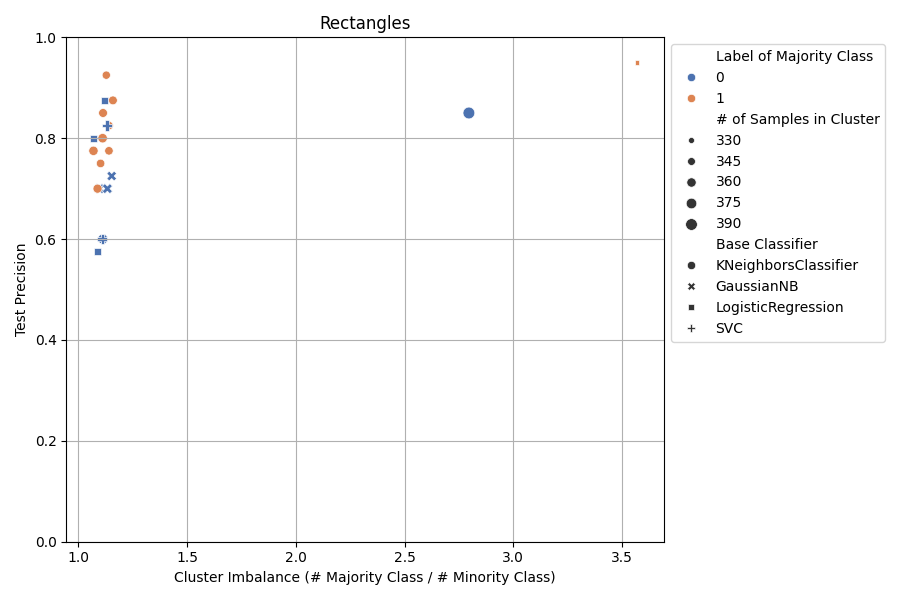 Rectangles
1.0
0.8
0.6
0.4
0.2
0.0
Test Precision
1.0
1.5
2.0
2.5
3.0
3.5
Cluster Imbalance (# Majority Class / # Minority Class)
Label of Majority Class
0
1
# of Samples in Cluster
330
345
360
375
390
Base Classifier
KNeighborsClassifier
GaussianNB
LogisticRegression
SVC